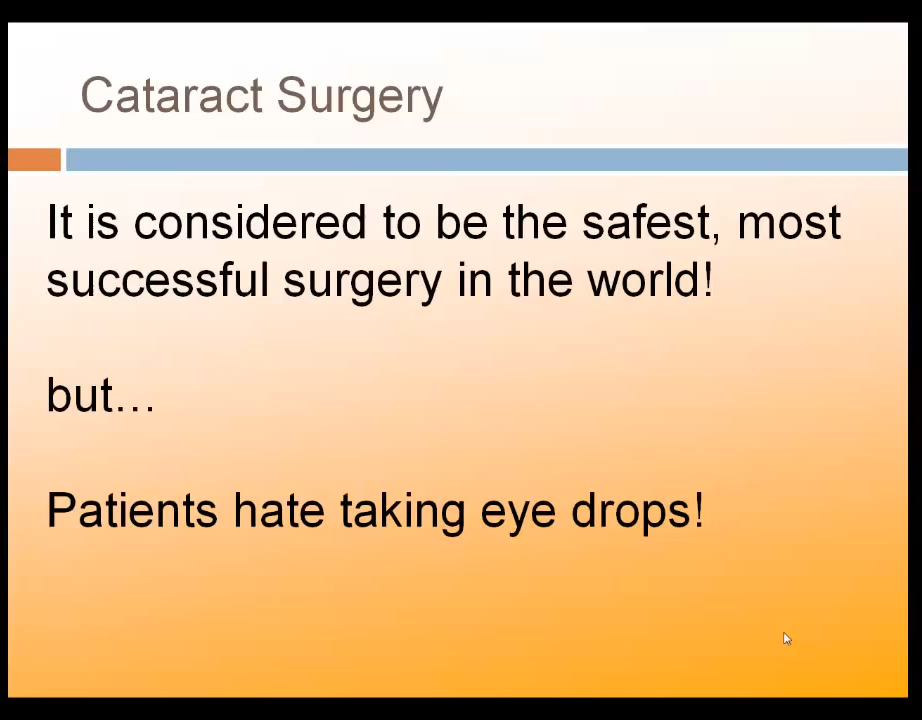 Cataract Surgery
It is considered to be the safest, most
successful surgery in the world!
but…
Patients hate taking eye drops!